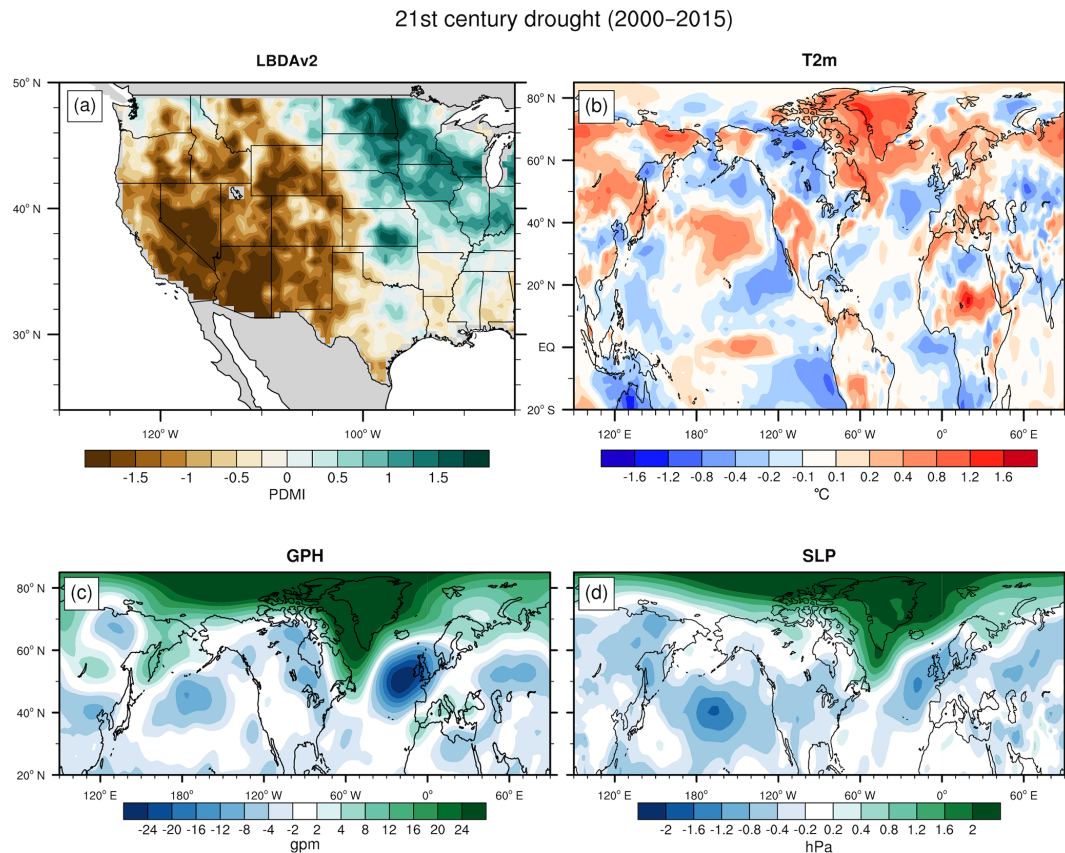 21st century drought (2000–2015)
LBDAv2
T2m
(a)
50° N
40° N
30° N
120° W
100° W
-1.5 -1 -0.5 0 0.5 1 1.5
PDMI
(b)
80° N
60° N
40° N
20° N
EQ
20° S
120° E
180°
120° W
60° W
0°
60° E
-1.6 -1.2 -0.8 -0.4 -0.2 -0.1 0.1 0.2 0.4 0.8 1.2 1.6
°C
GPH
SLP
(c)
80° N
60° N
40° N
20° N
120° E
180°
120° W
60° W
0°
60° E
-24 -20 -16 -12 -8 -4 -2 2 4 8 12 16 20 24
gpm
(d)
80° N
60° N
40° N
20° N
120° E
180°
120° W
60° W
0°
60° E
-2 -1.6 -1.2 -0.8 -0.4 -0.2 0.2 0.4 0.8 1.2 1.6 2
hPa